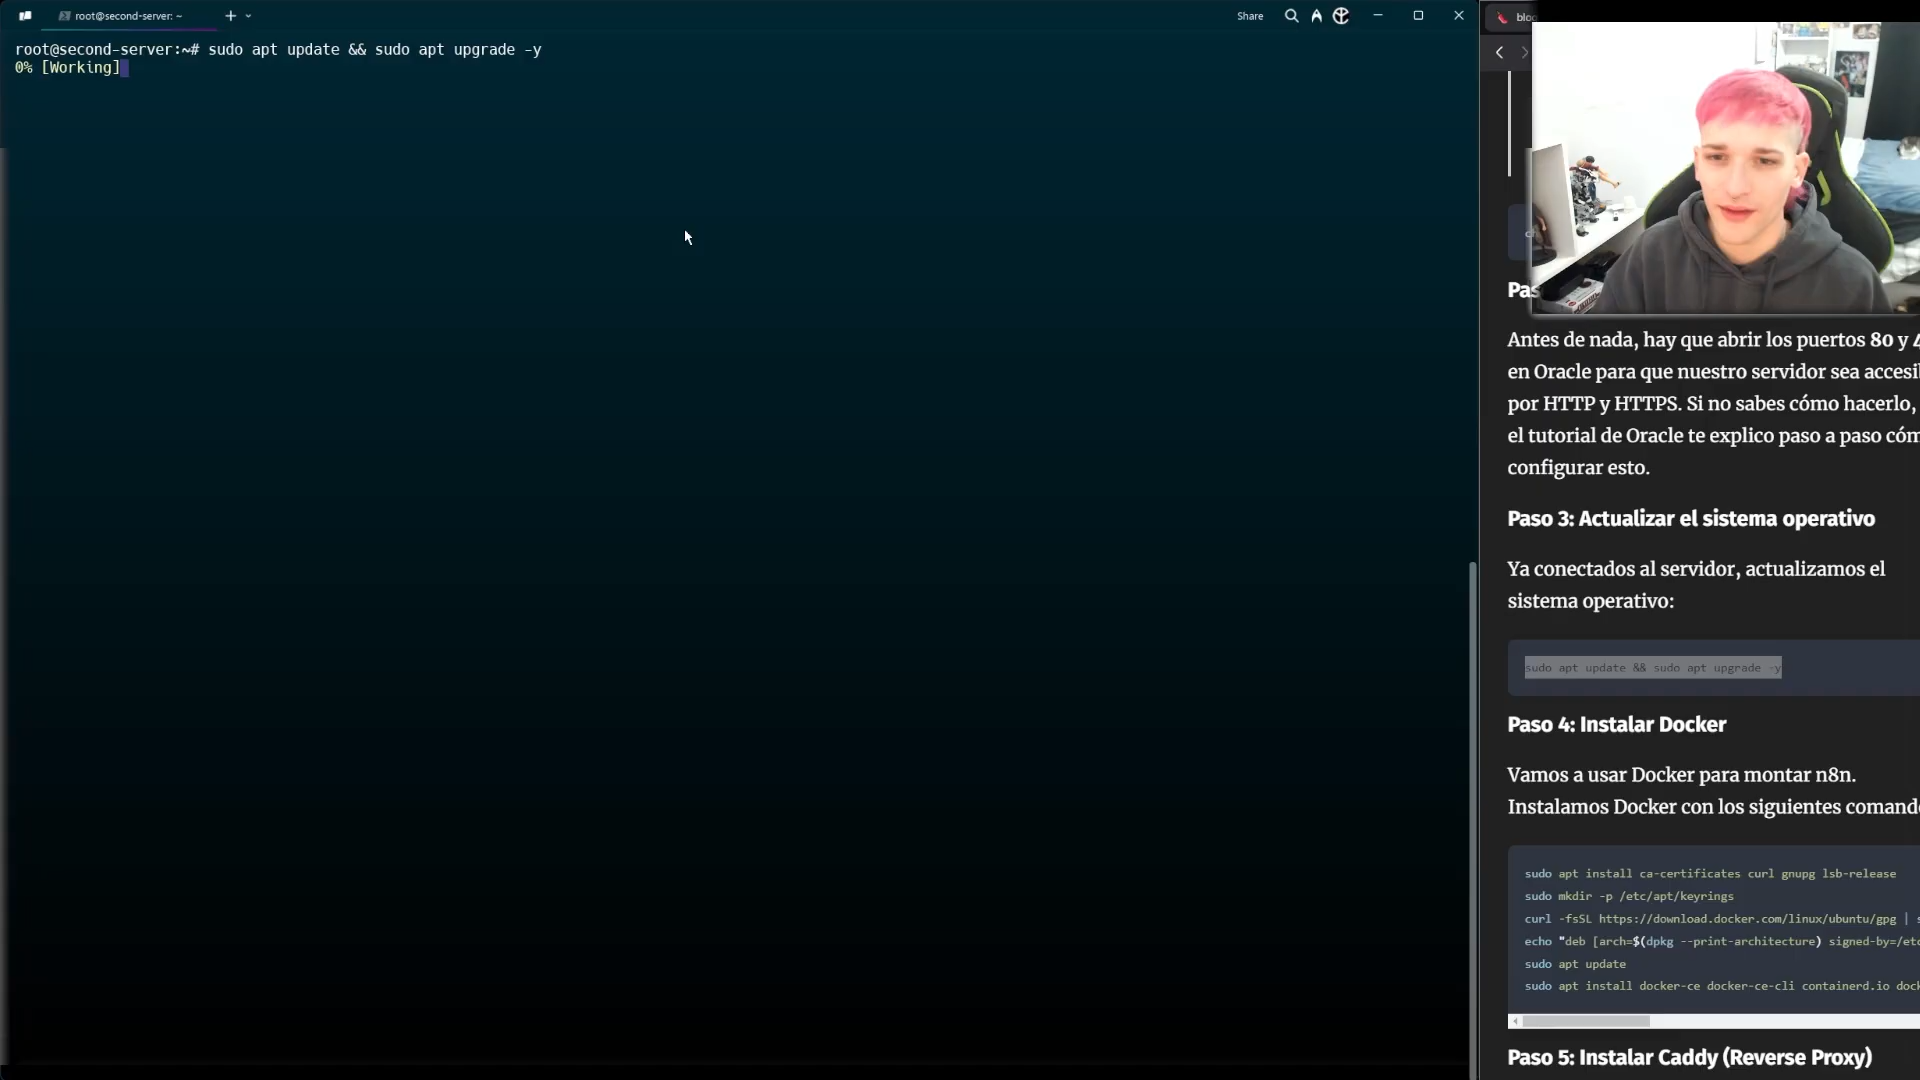 root@second-server: ~
Share
root@second-server:~# sudo apt update && sudo apt upgrade -y
0% [Working]
Antes de nada, hay que abrir los puertos 80 y
en Oracle para que nuestro servidor sea
por HTTP y HTTPS. Si no sabes cómo hacerlo,
el tutorial de Oracle te explico paso a paso
configurar esto.
Paso 3: Actualizar el sistema operativo
Ya conectados al servidor, actualizamos el
sistema operativo:
sudo apt update && sudo apt upgrade -y
Paso 4: Instalar Docker
Vamos a usar Docker para montar n8n.
Instalamos Docker con los siguientes
sudo apt install ca-certificates curl gnupg lsb-release
sudo mkdir -p /etc/apt/keyrings
curl -fsSL https://download.docker.com/linux/ubuntu/gpg |
echo "deb [arch=$(dpkg --print-architecture) signed-by=/etc
sudo apt update
sudo apt install docker-ce docker-ce-cli containerd.io
Paso 5: Instalar Caddy (Reverse Proxy)